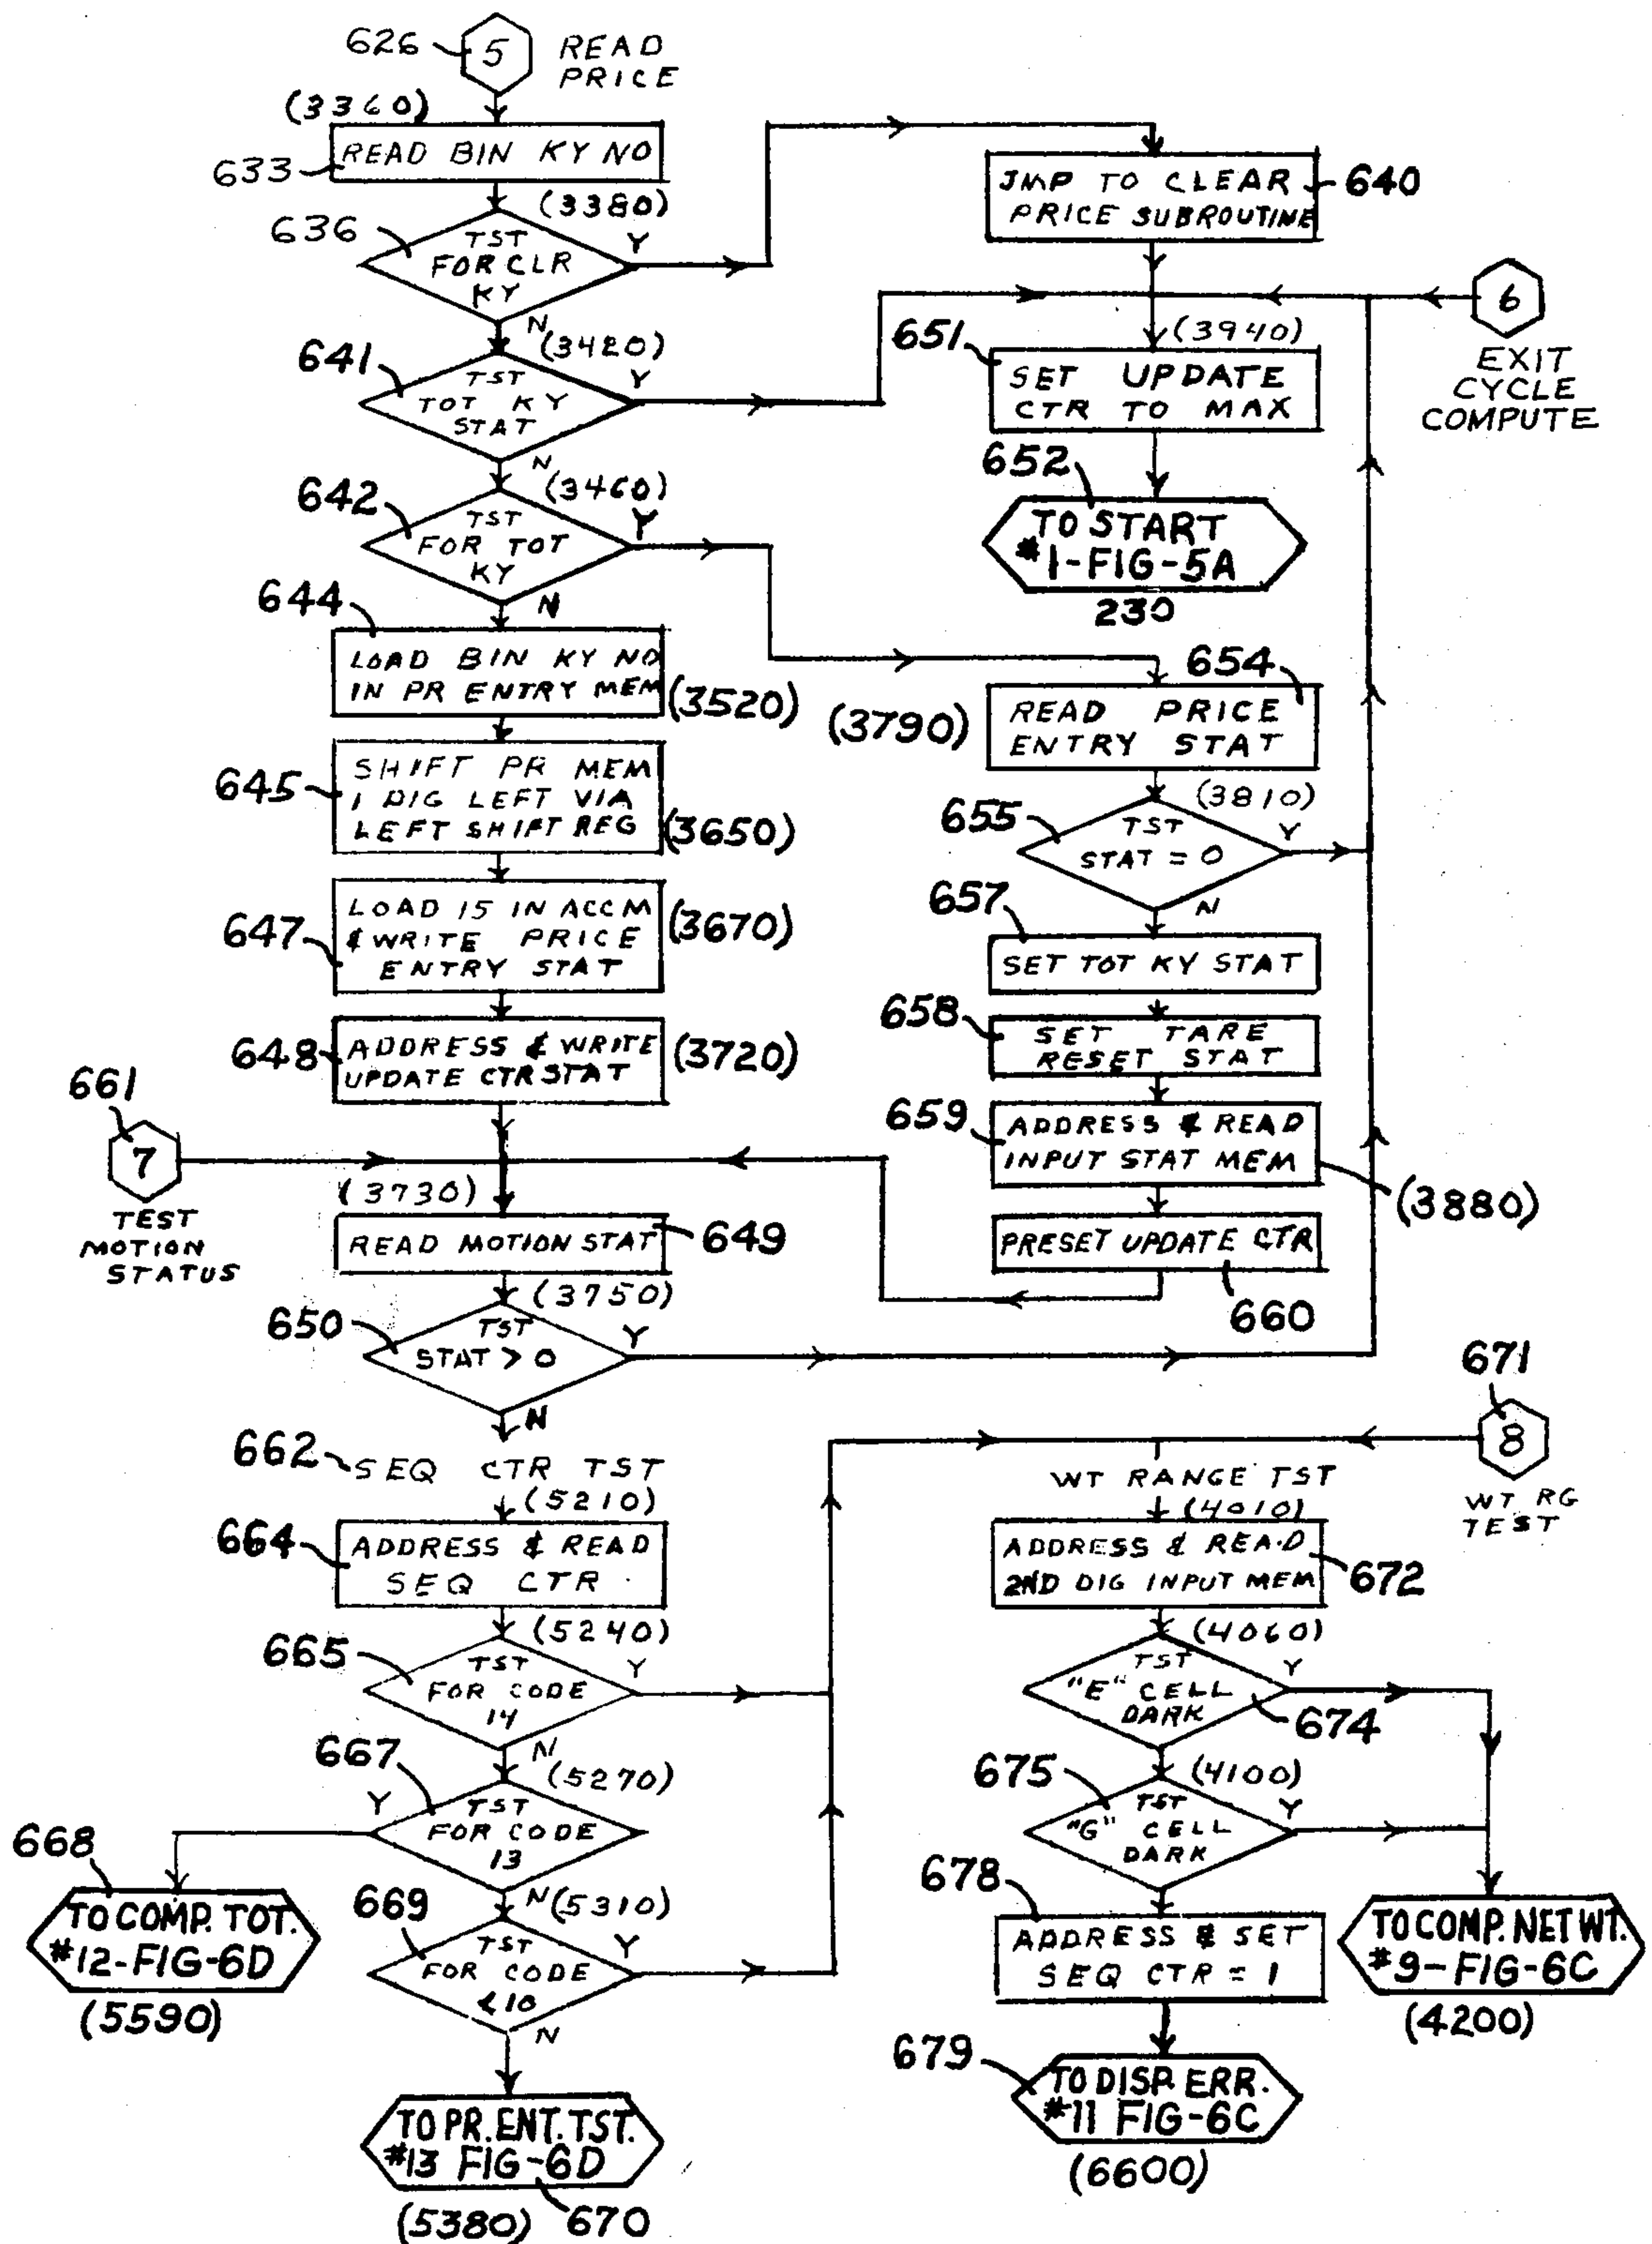 626
5
READ
PRICE
(3360)
READ BIN KY NO
633
(3380)
636
TST
FOR CLR
KY
Y
N
JMP TO CLEAR
PRICE SUBROUTINE
640
(3420)
641
TST
TOT KY
STAT
Y
N
6
EXIT
CYCLE
COMPUTE
651
(3940)
SET UPDATE
CTR TO MAX
652
TO START
#1-FIG-5A
230
(3460)
642
TST
FOR TOT
KY
Y
N
644
LOAD BIN KY NO
IN PR ENTRY MEM
(3520)
645
SHIFT PR MEM
1 DIG LEFT VIA
LEFT SHIFT REG
(3650)
647
LOAD 15 IN ACCM
& WRITE PRICE
ENTRY STAT
(3670)
648
ADDRESS & WRITE
UPDATE CTR STAT
(3720)
654
(3790)
READ PRICE
ENTRY STAT
(3810)
655
TST
STAT = 0
Y
N
657
SET TOT KY STAT
658
SET TARE
RESET STAT
659
ADDRESS & READ
INPUT STAT MEM
(3880)
PRESET UPDATE CTR
660
661
7
TEST
MOTION
STATUS
(3730)
READ MOTION STAT
649
(3750)
650
TST
STAT > 0
Y
N
662
SEQ CTR TST
(5210)
664
ADDRESS & READ
SEQ CTR
(5240)
665
TST
FOR CODE
14
Y
N
667
(5270)
TST
FOR CODE
13
Y
N
668
TO COMP. TOT.
#12-FIG-6D
(5590)
669
(5310)
TST
FOR CODE
<10
Y
N
TO PR. ENT. TST.
#13 FIG-6D
(5380)
670
671
8
WT RG
TEST
WT RANGE TST
(4010)
ADDRESS & READ
2ND DIG INPUT MEM
672
(4060)
TST
"E" CELL
DARK
Y
674
675
(4100)
TST
"G" CELL
DARK
Y
678
ADDRESS & SET
SEQ CTR = 1
TO COMP. NET WT.
#9-FIG-6C
(4200)
679
TO DISP. ERR.
#11 FIG-6C
(6600)